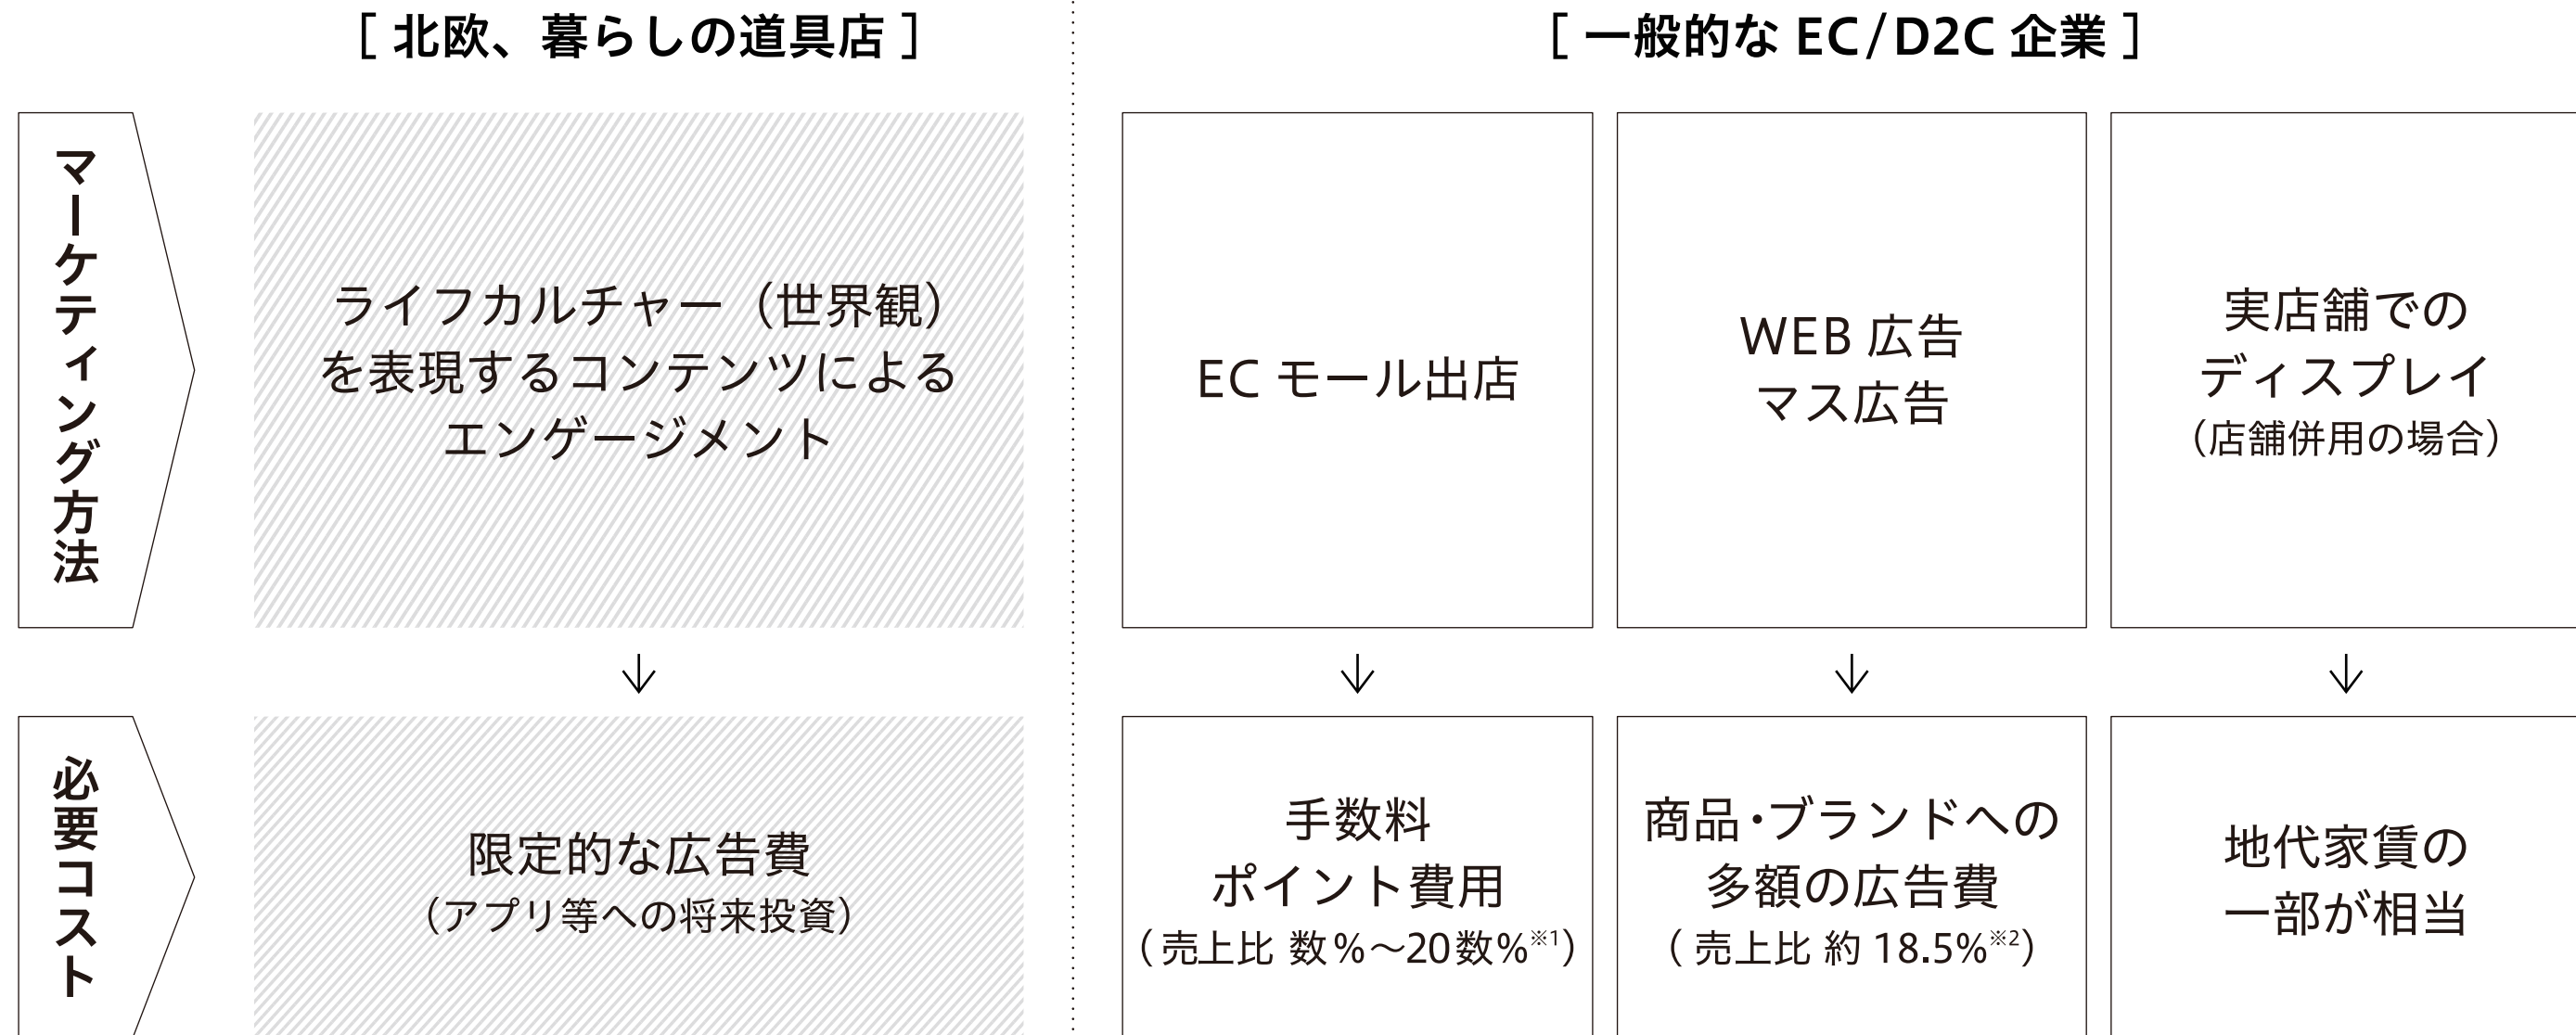 [ 北欧、暮らしの道具店 ]
[ 一般的な EC/D2C 企業 ]
マーケティング方法
ライフカルチャー（世界観）
を表現するコンテンツによる
エンゲージメント
EC モール出店
WEB 広告
マス広告
実店舗での
ディスプレイ
（店舗併用の場合）
必要コスト
限定的な広告費
（アプリ等への将来投資）
手数料
ポイント費用
（ 売上比 数%～20数%※1）
商品・ブランドへの
多額の広告費
（ 売上比 約 18.5%※2）
地代家賃の
一部が相当